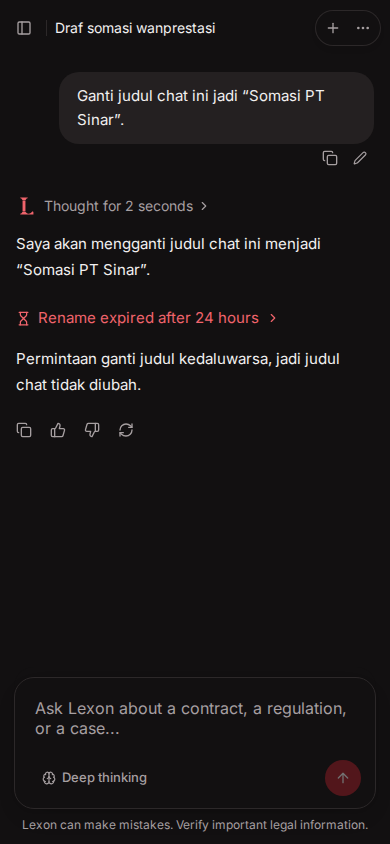 Draf somasi wanprestasi
Ganti judul chat ini jadi “Somasi PT
Sinar”.
L Thought for 2 seconds
Saya akan mengganti judul chat ini menjadi
“Somasi PT Sinar”.
Rename expired after 24 hours
Permintaan ganti judul kedaluwarsa, jadi judul
chat tidak diubah.
Ask Lexon about a contract, a regulation,
or a case...
Deep thinking
Lexon can make mistakes. Verify important legal information.